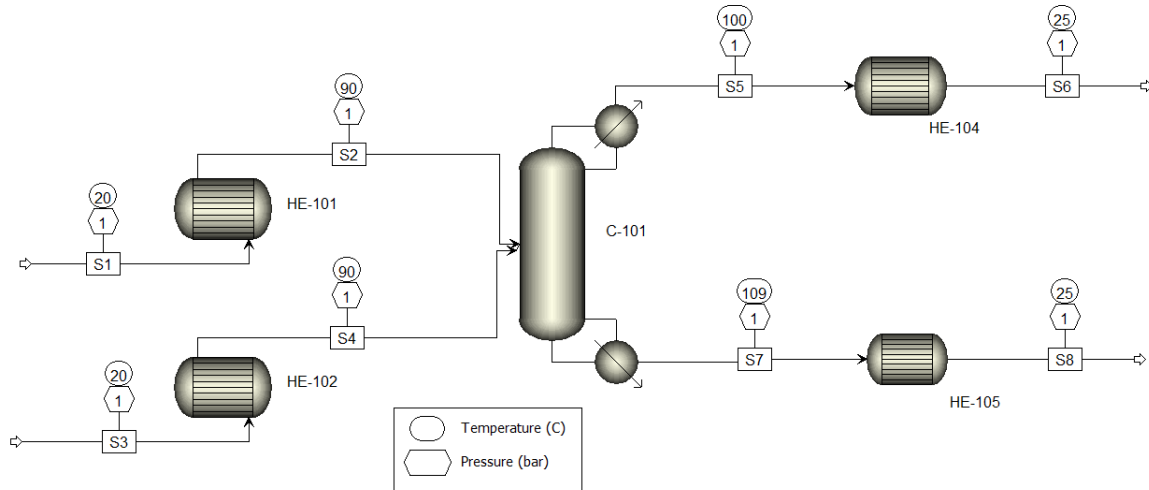 100
1
S5
25
1
S6
HE-104
90
1
S2
20
1
S1
HE-101
C-101
90
1
S4
109
1
S7
25
1
S8
HE-105
20
1
S3
HE-102
Temperature (C)
Pressure (bar)